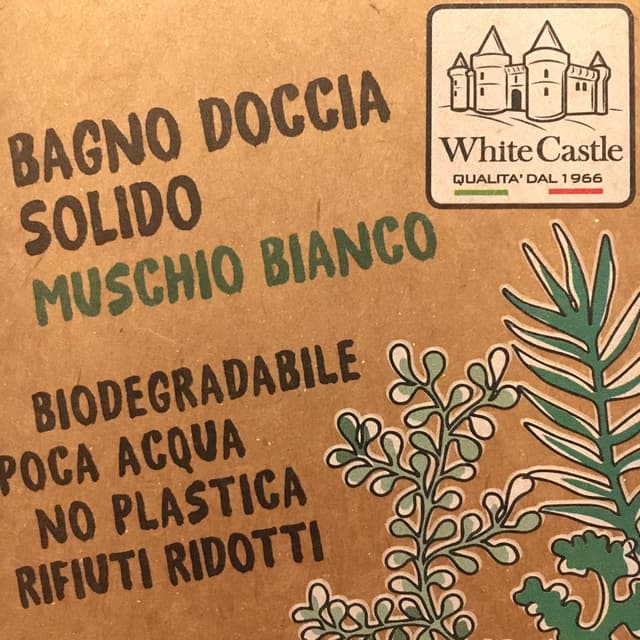 BAGNO DOCCIA
SOLIDO
MUSCHIO BIANCO
White Castle
QUALITA' DAL 1966
BIODEGRADABILE
POCA ACQUA
NO PLASTICA
RIFIUTI RIDOTTI